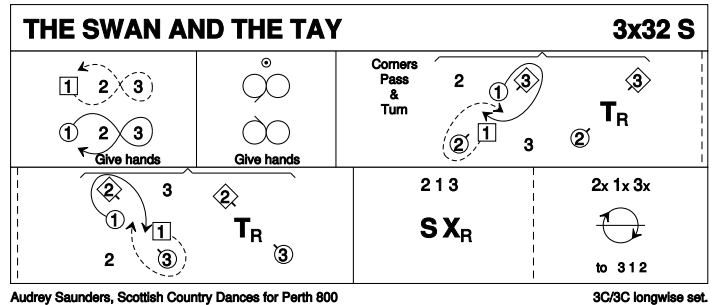 THE SWAN AND THE TAY 3x32 S
1 2 3
1 2 3
Give hands
Give hands
Corners
Pass
&
Turn
2 1 3 3
2 1 3 2
T R
2 3 2
1 1
2 3 3
T R
2 1 3
S X R
2x 1x 3x
to 3 1 2
Audrey Saunders, Scottish Country Dances for Perth 800 3C/3C longwise set.